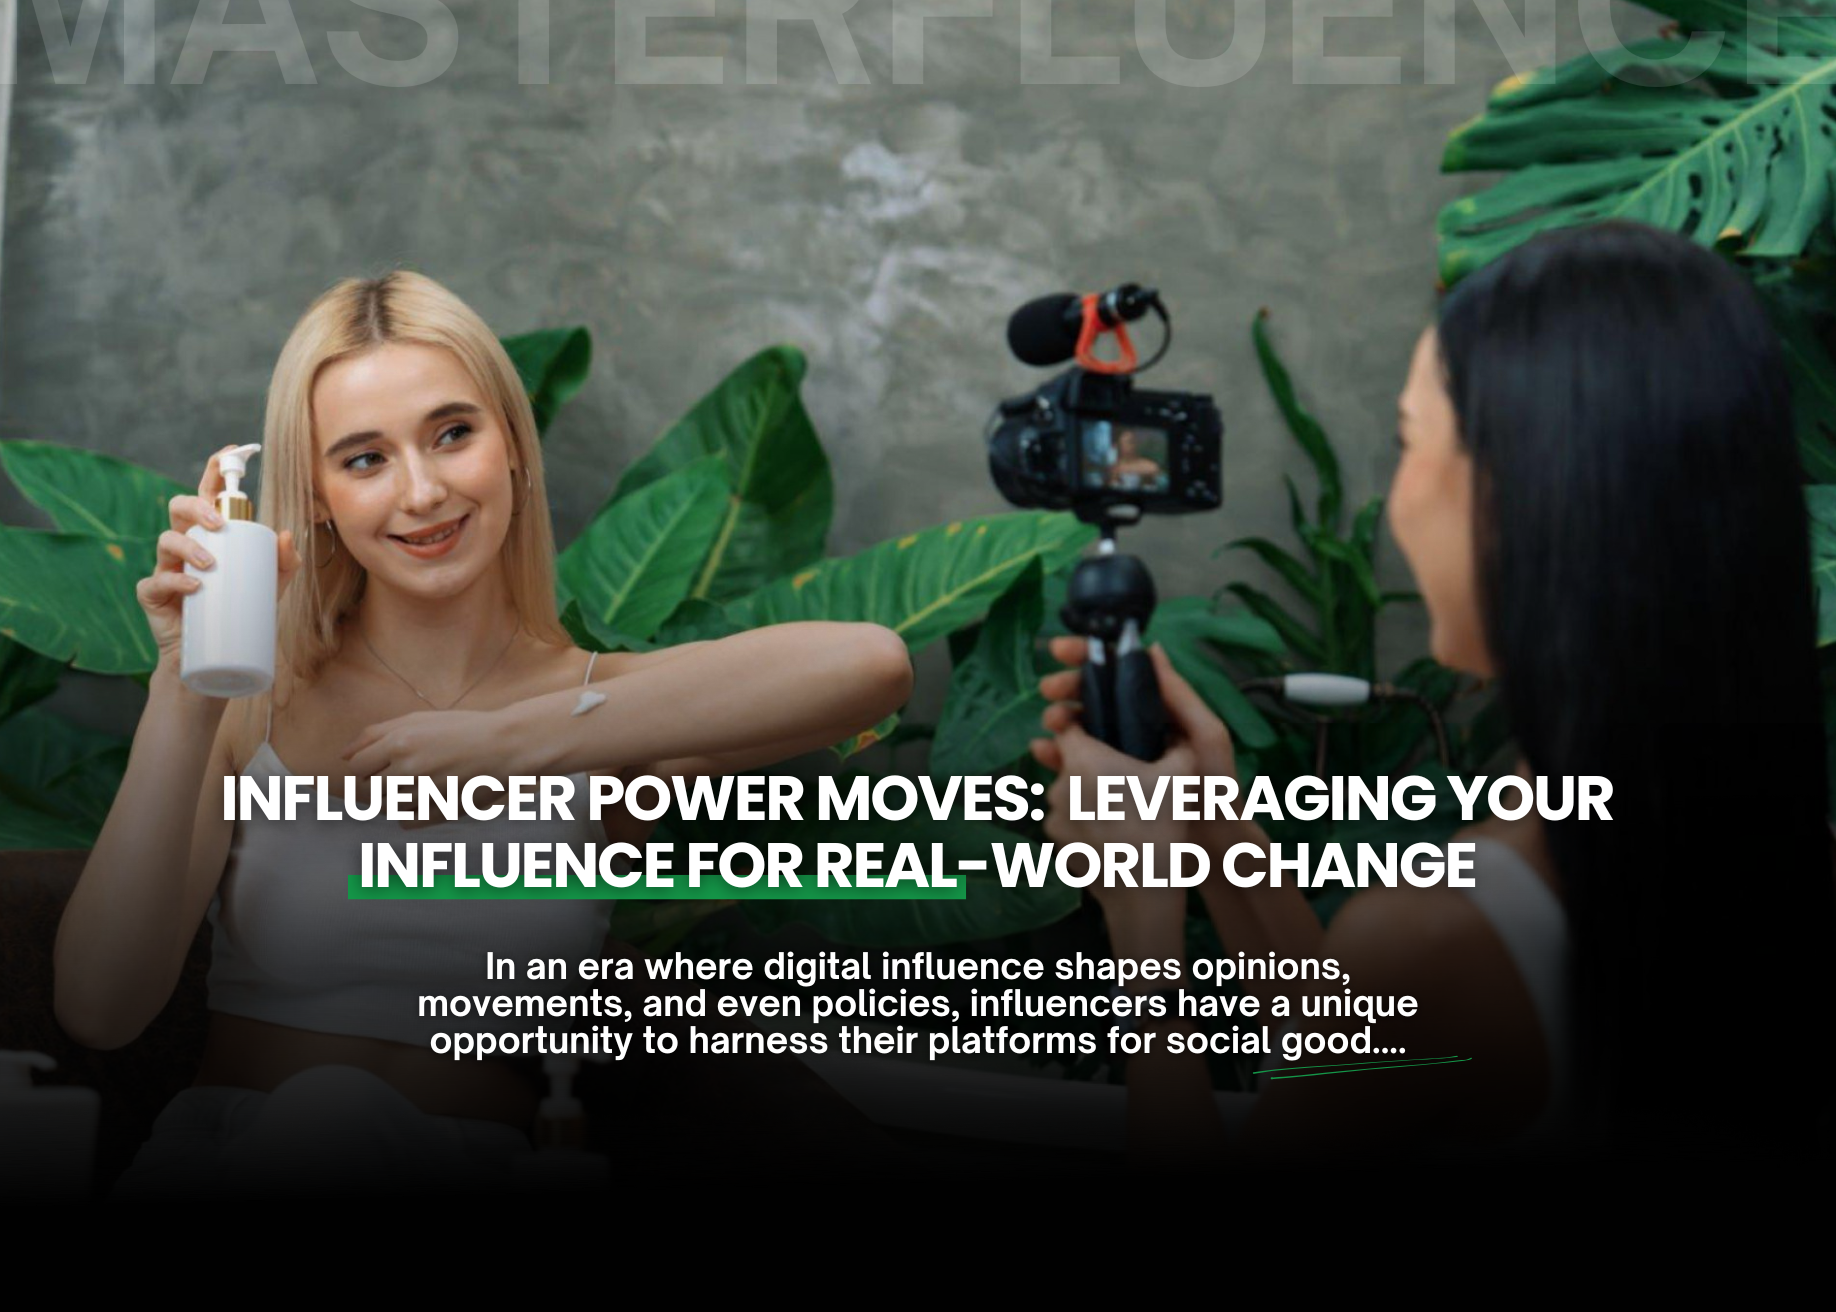 MASTERFLUENCE
INFLUENCER POWER MOVES: LEVERAGING YOUR
INFLUENCE FOR REAL-WORLD CHANGE
In an era where digital influence shapes opinions,
movements, and even policies, influencers have a unique
opportunity to harness their platforms for social good....